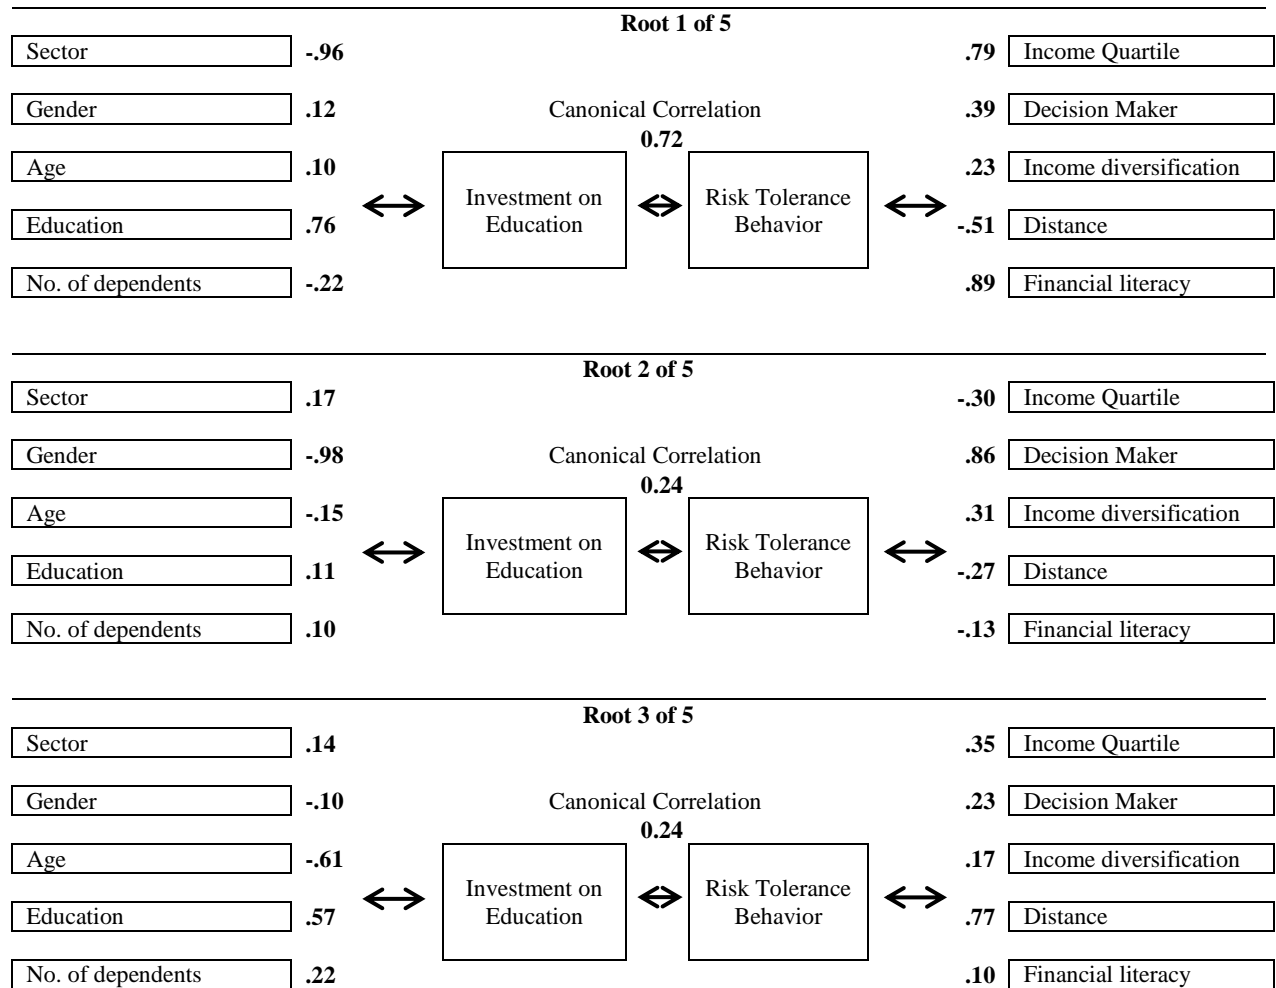 Root 1 of 5
Sector -.96 .79 Income Quartile
Gender .12 Canonical Correlation .39 Decision Maker
0.72
Age .10 .23 Income diversification
Investment on Risk Tolerance
Education .76 Education Behavior -.51 Distance
No. of dependents -.22 .89 Financial literacy
Root 2 of 5
Sector .17 -.30 Income Quartile
Gender -.98 Canonical Correlation .86 Decision Maker
0.24
Age -.15 .31 Income diversification
Investment on Risk Tolerance
Education .11 Education Behavior -.27 Distance
No. of dependents .10 -.13 Financial literacy
Root 3 of 5
Sector .14 .35 Income Quartile
Gender -.10 Canonical Correlation .23 Decision Maker
0.24
Age -.61 .17 Income diversification
Investment on Risk Tolerance
Education .57 Education Behavior .77 Distance
No. of dependents .22 .10 Financial literacy